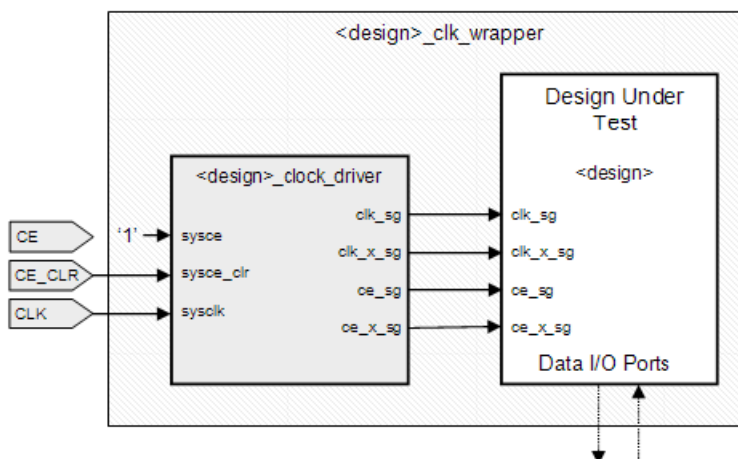 <design>_clk_wrapper
Design Under
Test
<design>
<design>_clock_driver
clk_sg
clk_x_sg
ce_sg
ce_x_sg
CE
'1'
sysce
CE_CLR
sysce_clr
CLK
sysclk
clk_sg
clk_x_sg
ce_sg
ce_x_sg
Data I/O Ports